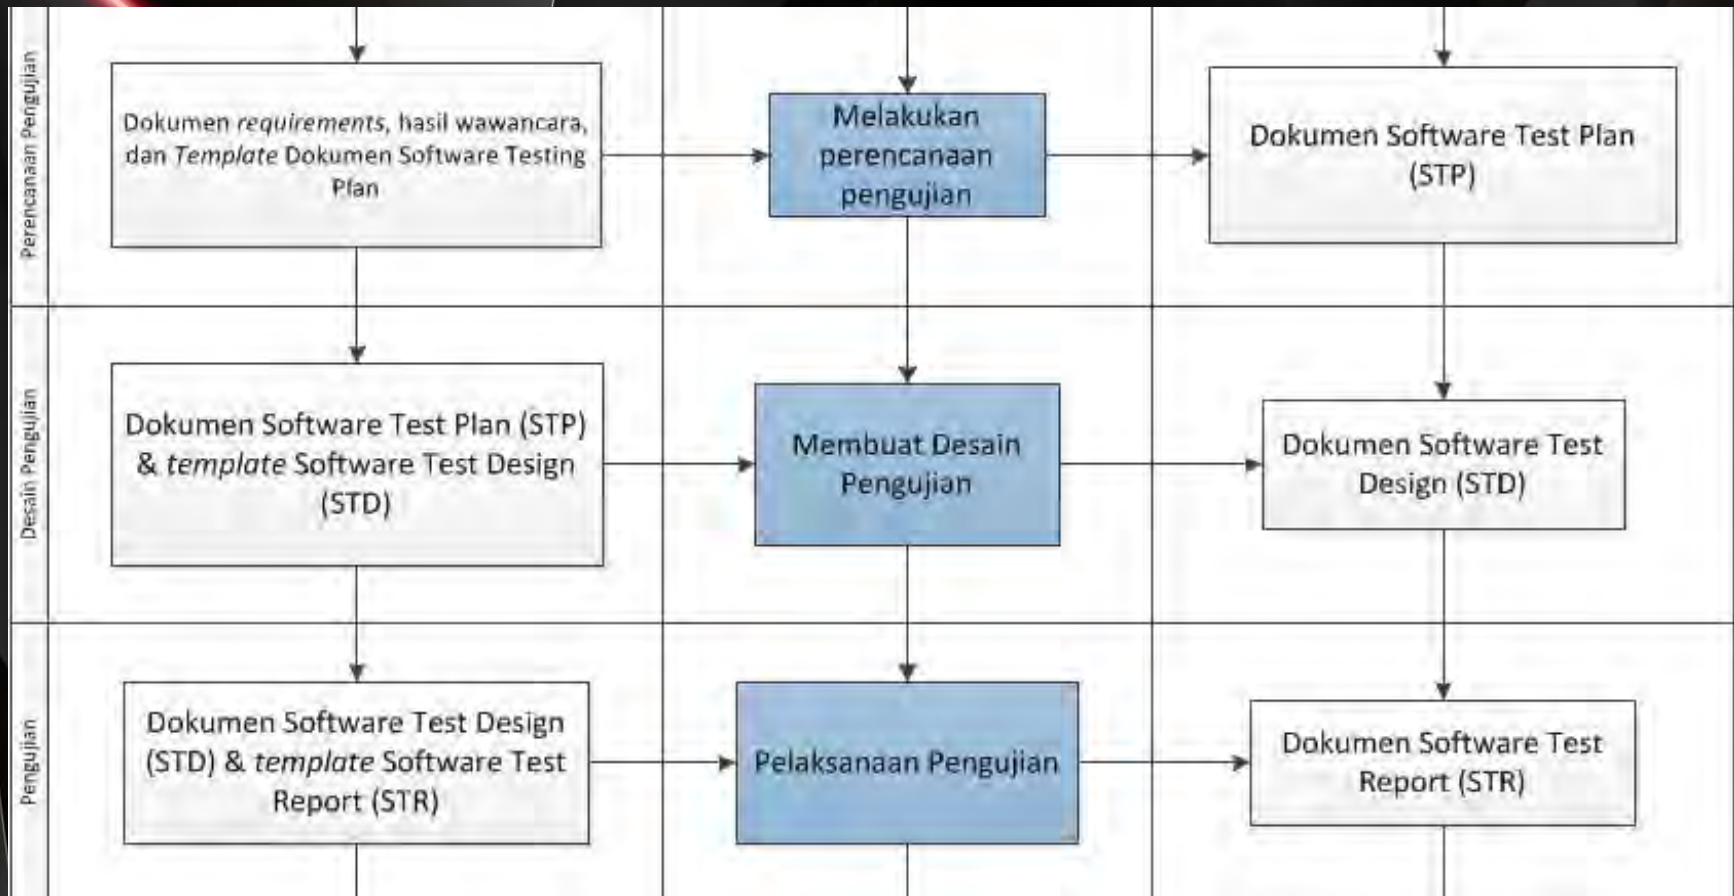 Perencanaan Pengujian
Dokumen requirements, hasil wawancara,
dan Template Dokumen Software Testing
Plan
Melakukan
perencanaan
pengujian
Dokumen Software Test Plan
(STP)
Desain Pengujian
Dokumen Software Test Plan (STP)
& template Software Test Design
(STD)
Membuat Desain
Pengujian
Dokumen Software Test
Design (STD)
Pengujian
Dokumen Software Test Design
(STD) & template Software Test
Report (STR)
Pelaksanaan Pengujian
Dokumen Software Test
Report (STR)